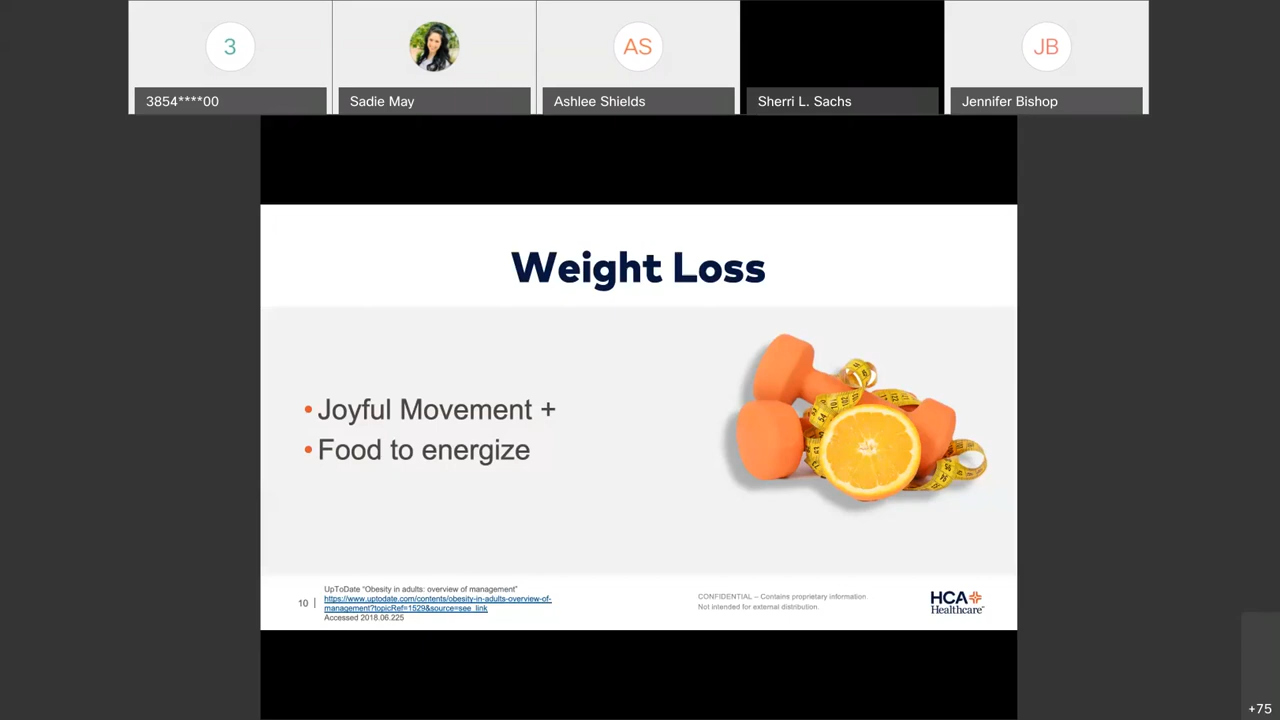 3
AS
JB
3854****00
Sadie May
Ashlee Shields
Sherri L. Sachs
Jennifer Bishop
Weight Loss
• Joyful Movement +
• Food to energize
10 |
UpToDate "Obesity in adults: overview of management"
https://www.uptodate.com/contents/obesity-in-adults-overview-of-
management?topicRef=1529&source=see_link
Accessed 2018.06.225
CONFIDENTIAL – Contains proprietary information.
Not intended for external distribution.
HCA
Healthcare™
+75